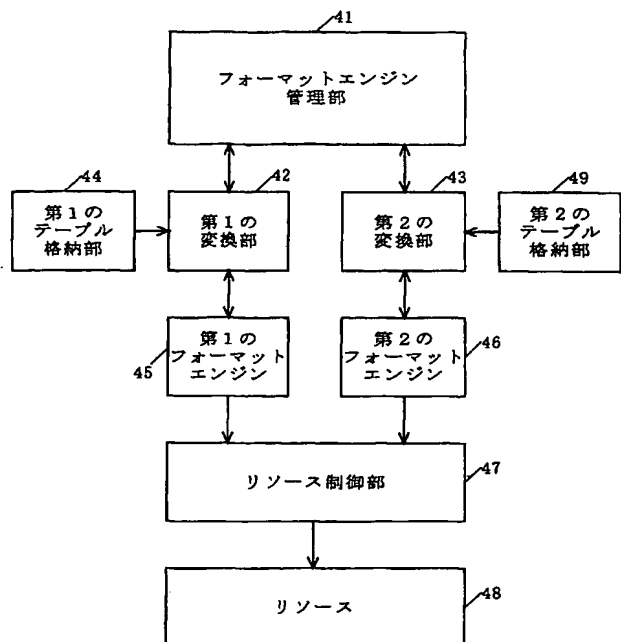 41
フォーマットエンジン
管理部
44
第1の
テーブル
格納部
42
第1の
変換部
43
第2の
変換部
49
第2の
テーブル
格納部
45
第1の
フォーマット
エンジン
第2の
フォーマット
エンジン
46
リソース制御部
47
リソース
48